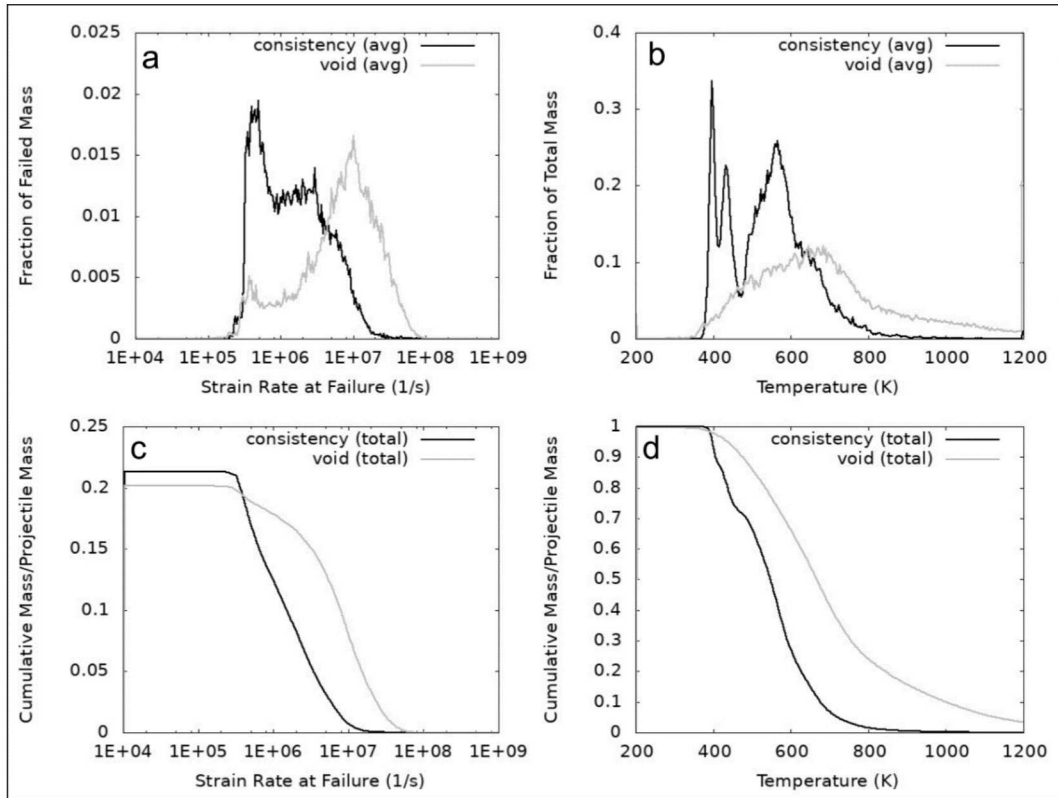 a
consistency (avg)
void (avg)
Fraction of Failed Mass
0.025
0.02
0.015
0.01
0.005
0
1E+04 1E+05 1E+06 1E+07 1E+08 1E+09
Strain Rate at Failure (1/s)
b
consistency (avg)
void (avg)
Fraction of Total Mass
0.4
0.3
0.2
0.1
0
200 400 600 800 1000 1200
Temperature (K)
c
consistency (total)
void (total)
Cumulative Mass/Projectile Mass
0.25
0.2
0.15
0.1
0.05
0
1E+04 1E+05 1E+06 1E+07 1E+08 1E+09
Strain Rate at Failure (1/s)
d
consistency (total)
void (total)
Cumulative Mass/Projectile Mass
1
0.9
0.8
0.7
0.6
0.5
0.4
0.3
0.2
0.1
0
200 400 600 800 1000 1200
Temperature (K)